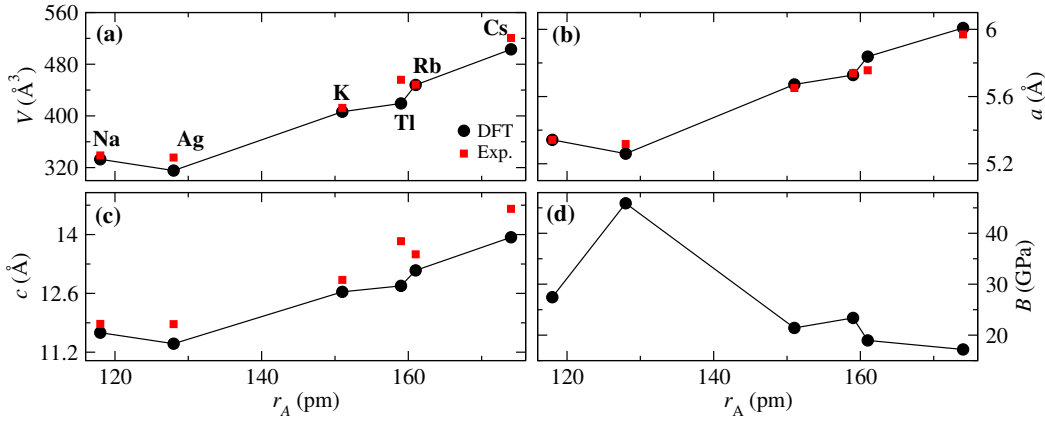 (a)
560
480
400
320
V (Å³)
Na
Ag
K
Tl
Rb
Cs
DFT
Exp.
(b)
6
5.6
5.2
a (Å)
(c)
14
12.6
11.2
c (Å)
120 140 160
r_A (pm)
(d)
40
30
20
B (GPa)
120 140 160
r_A (pm)